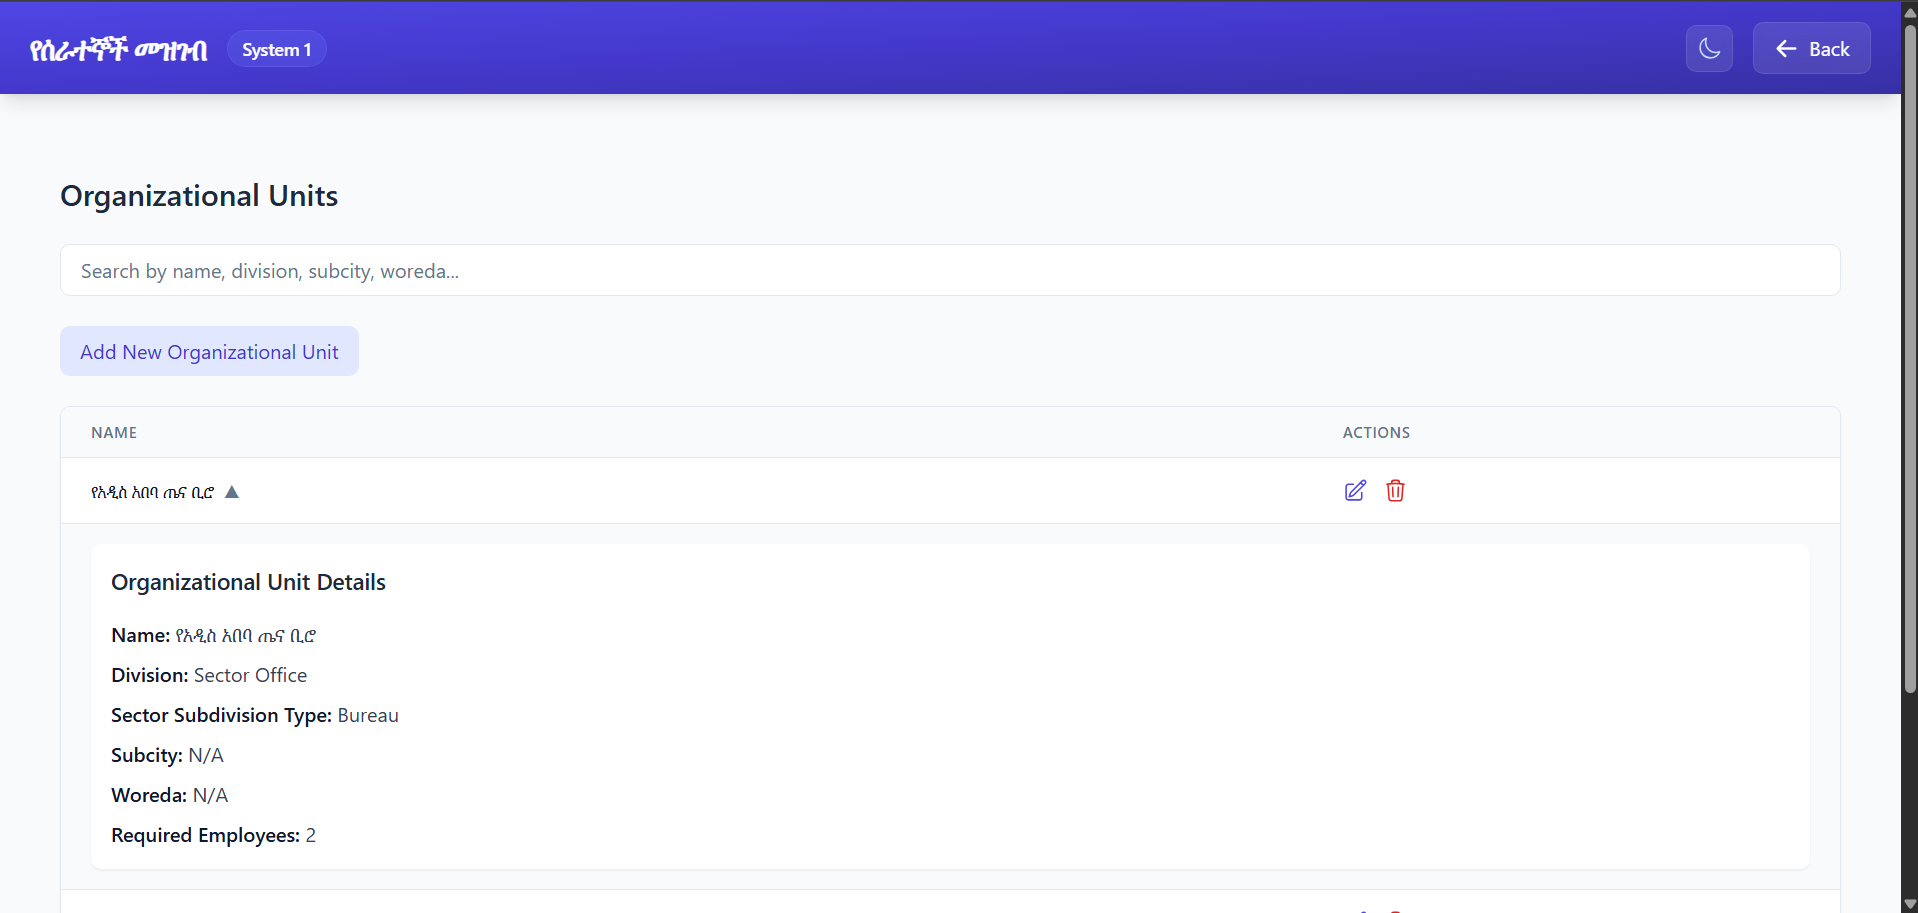 የሰራተኞች መዝገብ System 1 Back
Organizational Units
Search by name, division, subcity, woreda...
Add New Organizational Unit
NAME ACTIONS
የአዲስ አበባ ጤና ቢሮ ▲
Organizational Unit Details
Name: የአዲስ አበባ ጤና ቢሮ
Division: Sector Office
Sector Subdivision Type: Bureau
Subcity: N/A
Woreda: N/A
Required Employees: 2